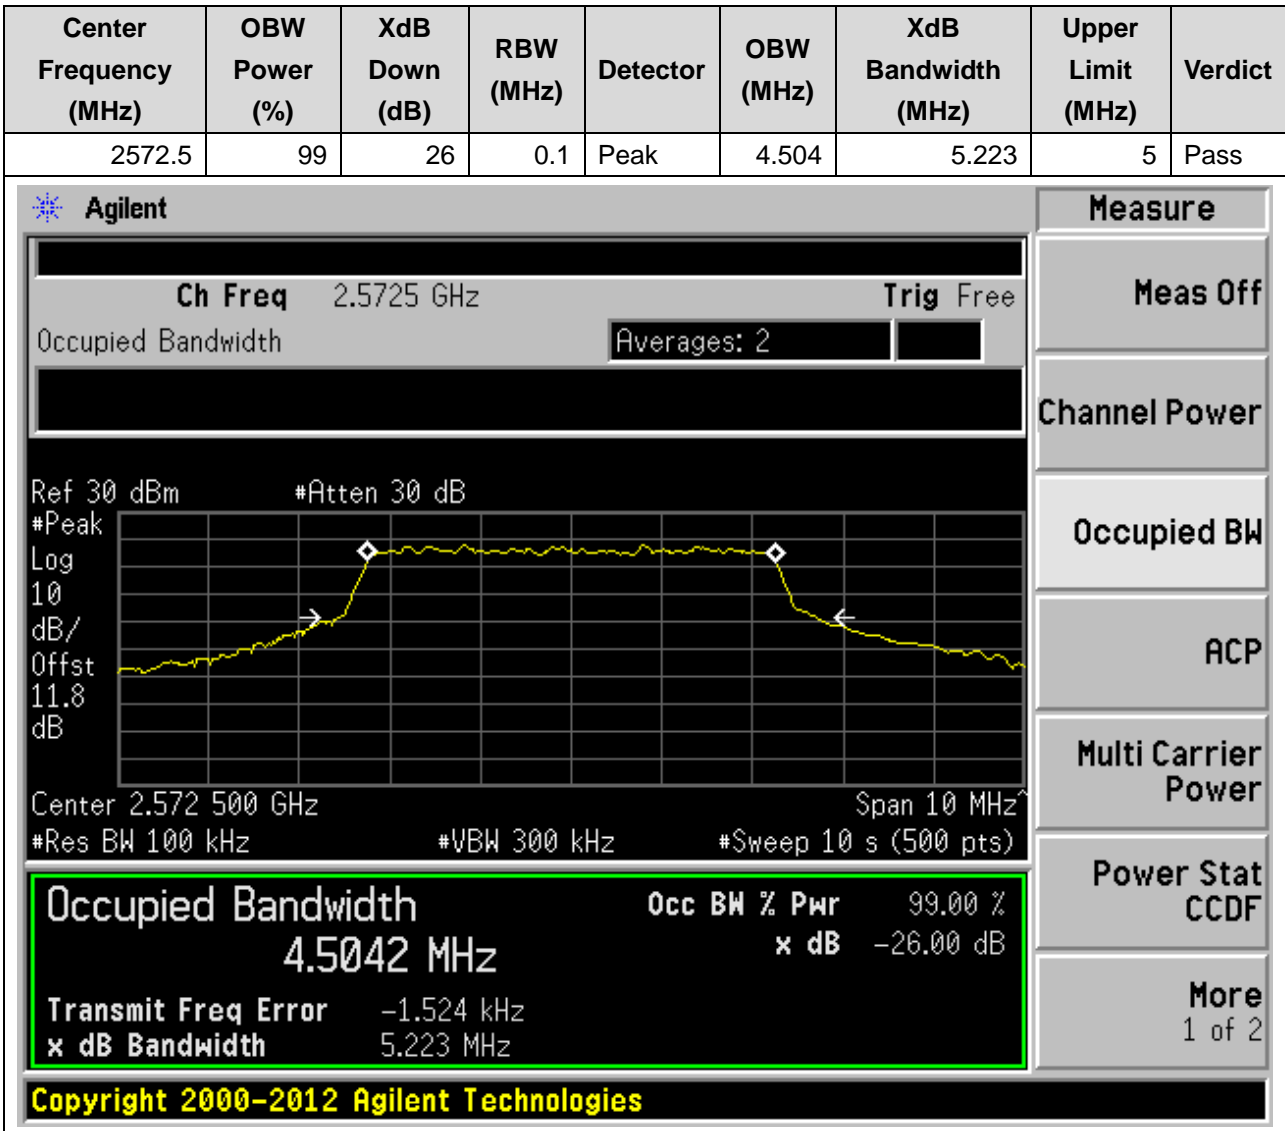 Center Frequency (MHz) OBW Power (%) XdB Down (dB) RBW (MHz) Detector OBW (MHz) XdB Bandwidth (MHz) Upper Limit (MHz) Verdict
2572.5 99 26 0.1 Peak 4.504 5.223 5 Pass
Agilent
Measure
Ch Freq 2.5725 GHz Trig Free
Meas Off
Occupied Bandwidth Averages: 2
Channel Power
Ref 30 dBm #Atten 30 dB
#Peak
Log
10
dB/
Offst
11.8
dB
Occupied BW
ACP
Multi Carrier
Power
Center 2.572 500 GHz Span 10 MHz^
#Res BW 100 kHz #VBW 300 kHz #Sweep 10 s (500 pts)
Power Stat
CCDF
Occupied Bandwidth Occ BW % Pwr 99.00 %
4.5042 MHz x dB -26.00 dB
Transmit Freq Error -1.524 kHz
x dB Bandwidth 5.223 MHz
More
1 of 2
Copyright 2000-2012 Agilent Technologies